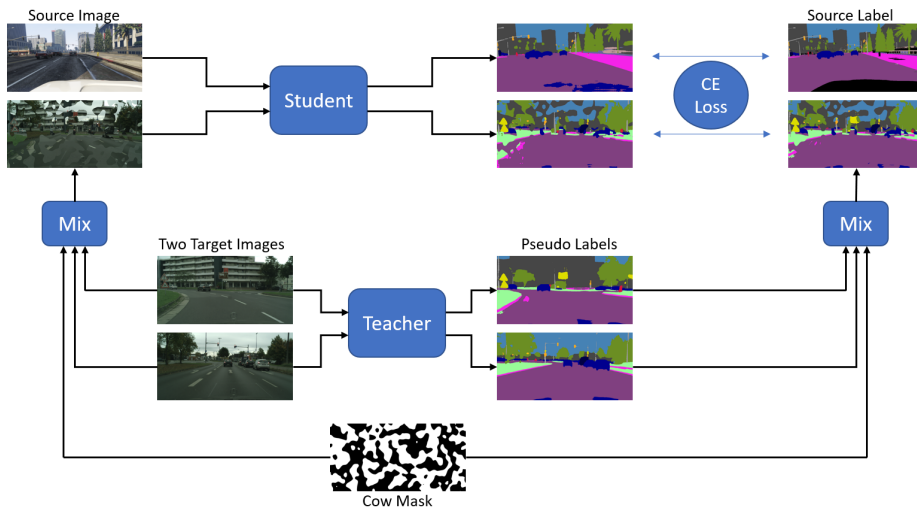 Source Image
Source Label
Student
CE
Loss
Mix
Mix
Two Target Images
Pseudo Labels
Teacher
Cow Mask